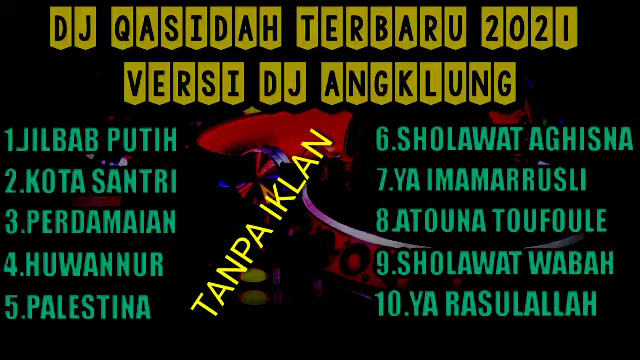 DJ QASIDAH TERBARU 2021
VERSI DJ ANGKLUNG
1.JILBAB PUTIH
2.KOTA SANTRI
3.PERDAMAIAN
4.HUWANNUR
5.PALESTINA
TANPA IKLAN
6.SHOLAWAT AGHISNA
7.YA IMAMARRUSLI
8.ATOUNA TOUFOULE
9.SHOLAWAT WABAH
10.YA RASULALLAH